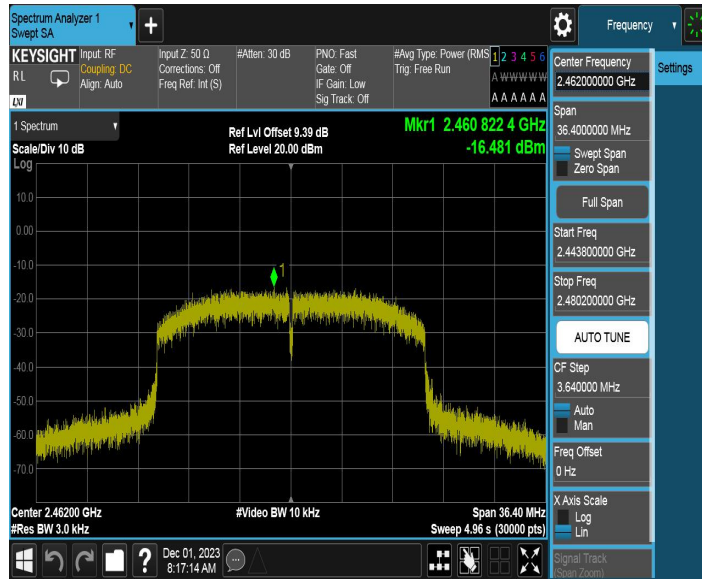 Spectrum Analyzer 1
Swept SA
+
Frequency
KEYSIGHT
RL
LXI
Input: RF
Coupling: DC
Align: Auto
Input Z: 50 Ω
Corrections: Off
Freq Ref: Int (S)
#Atten: 30 dB
PNO: Fast
Gate: Off
IF Gain: Low
Sig Track: Off
#Avg Type: Power (RMS
Trig: Free Run
1 2 3 4 5 6
A W W W W W
A A A A A A
1 Spectrum
Scale/Div 10 dB
Log
Ref Lvl Offset 9.39 dB
Ref Level 20.00 dBm
Mkr1 2.460 822 4 GHz
-16.481 dBm
10.0
0.00
-10.0
-20.0
-30.0
-40.0
-50.0
-60.0
-70.0
1
Center 2.46200 GHz
#Res BW 3.0 kHz
#Video BW 10 kHz
Span 36.40 MHz
Sweep 4.96 s (30000 pts)
?
Dec 01, 2023
8:17:14 AM
Center Frequency
2.462000000 GHz
Settings
Span
36.4000000 MHz
Swept Span
Zero Span
Full Span
Start Freq
2.443800000 GHz
Stop Freq
2.480200000 GHz
AUTO TUNE
CF Step
3.640000 MHz
Auto
Man
Freq Offset
0 Hz
X Axis Scale
Log
Lin
Signal Track
(Span Zoom)